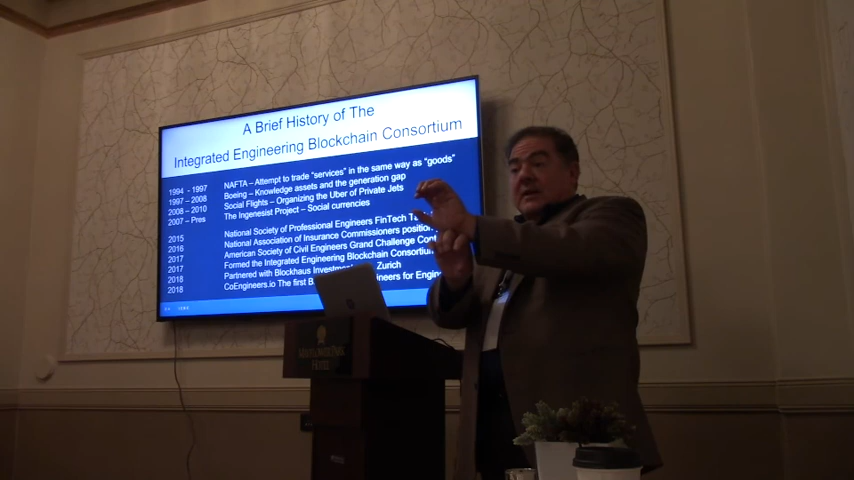 A Brief History of The
Integrated Engineering Blockchain Consortium
1994 - 1997 NAFTA – Attempt to trade "services" in the same way as "goods"
1997 – 2008 Boeing – Knowledge assets and the generation gap
2008 – 2010 Social Flights – Organizing the Uber of Private Jets
2007 – Pres The Ingenesist Project – Social currencies
2015 National Society of Professional Engineers FinTech
2016 National Association of Insurance Commissioners position
2017 American Society of Civil Engineers Grand Challenge
2017 Formed the Integrated Engineering Blockchain Consortium
2018 Partnered with Blockhaus Zurich
2018 CoEngineers.io The first for
HOTEL